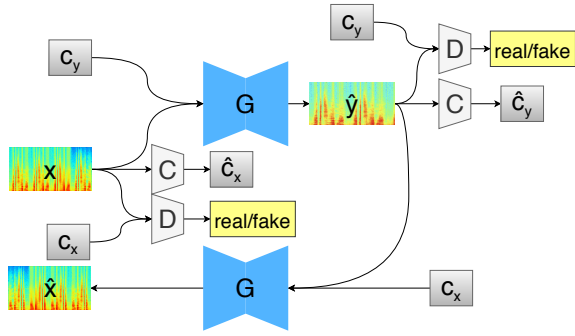 c_y
c_y
D
real/fake
G
ŷ
C
ĉ_y
x
C
ĉ_x
D
real/fake
c_x
x̂
G
c_x